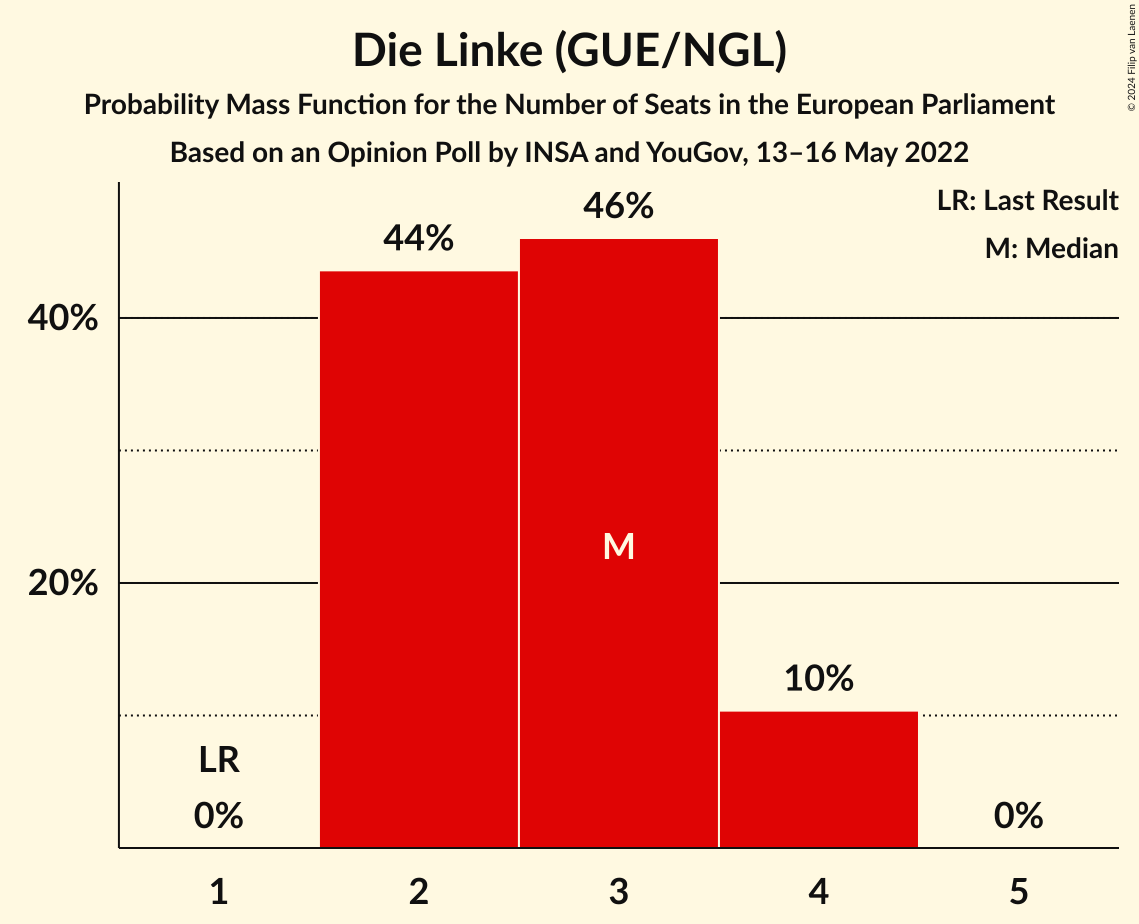 Die Linke (GUE/NGL)
Probability Mass Function for the Number of Seats in the European Parliament
Based on an Opinion Poll by INSA and YouGov, 13–16 May 2022
© 2024 Filip van Laenen
LR: Last Result
M: Median
46%
44%
40%
M
20%
10%
LR
0%
0%
1
2
3
4
5